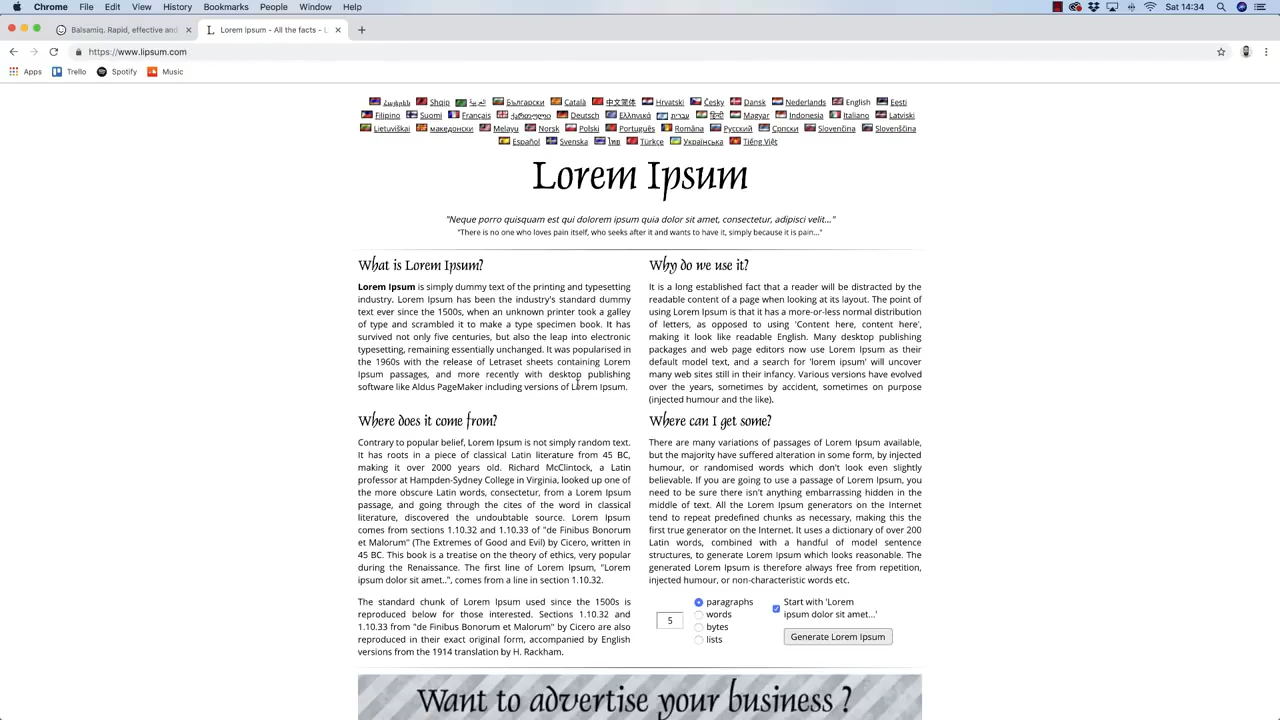 Chrome File Edit View History Bookmarks People Window Help Sat 14:34
Balsamiq. Rapid, effective and Lorem Ipsum - All the facts - L
https://www.lipsum.com
Apps Trello Spotify Music
Հայերեն Shqip العربية Български Català 中文简体 Hrvatski Česky Dansk Nederlands English Eesti
Filipino Suomi Français ქართული Deutsch Ελληνικά עברית हिन्दी Magyar Indonesia Italiano Latviski
Lietuviškai македонски Melayu Norsk Polski Português Româna Pyccкий Српски Slovenčina Slovenščina
Español Svenska ไทย Türkçe Українська Tiếng Việt
Lorem Ipsum
"Neque porro quisquam est qui dolorem ipsum quia dolor sit amet, consectetur, adipisci velit..."
"There is no one who loves pain itself, who seeks after it and wants to have it, simply because it is pain..."
What is Lorem Ipsum?
Lorem Ipsum is simply dummy text of the printing and typesetting
industry. Lorem Ipsum has been the industry's standard dummy
text ever since the 1500s, when an unknown printer took a galley
of type and scrambled it to make a type specimen book. It has
survived not only five centuries, but also the leap into electronic
typesetting, remaining essentially unchanged. It was popularised in
the 1960s with the release of Letraset sheets containing Lorem
Ipsum passages, and more recently with desktop publishing
software like Aldus PageMaker including versions of Lorem Ipsum.
Why do we use it?
It is a long established fact that a reader will be distracted by the
readable content of a page when looking at its layout. The point of
using Lorem Ipsum is that it has a more-or-less normal distribution
of letters, as opposed to using 'Content here, content here',
making it look like readable English. Many desktop publishing
packages and web page editors now use Lorem Ipsum as their
default model text, and a search for 'lorem ipsum' will uncover
many web sites still in their infancy. Various versions have evolved
over the years, sometimes by accident, sometimes on purpose
(injected humour and the like).
Where does it come from?
Contrary to popular belief, Lorem Ipsum is not simply random text.
It has roots in a piece of classical Latin literature from 45 BC,
making it over 2000 years old. Richard McClintock, a Latin
professor at Hampden-Sydney College in Virginia, looked up one of
the more obscure Latin words, consectetur, from a Lorem Ipsum
passage, and going through the cites of the word in classical
literature, discovered the undoubtable source. Lorem Ipsum
comes from sections 1.10.32 and 1.10.33 of "de Finibus Bonorum
et Malorum" (The Extremes of Good and Evil) by Cicero, written in
45 BC. This book is a treatise on the theory of ethics, very popular
during the Renaissance. The first line of Lorem Ipsum, "Lorem
ipsum dolor sit amet..", comes from a line in section 1.10.32.
The standard chunk of Lorem Ipsum used since the 1500s is
reproduced below for those interested. Sections 1.10.32 and
1.10.33 from "de Finibus Bonorum et Malorum" by Cicero are also
reproduced in their exact original form, accompanied by English
versions from the 1914 translation by H. Rackham.
Where can I get some?
There are many variations of passages of Lorem Ipsum available,
but the majority have suffered alteration in some form, by injected
humour, or randomised words which don't look even slightly
believable. If you are going to use a passage of Lorem Ipsum, you
need to be sure there isn't anything embarrassing hidden in the
middle of text. All the Lorem Ipsum generators on the Internet
tend to repeat predefined chunks as necessary, making this the
first true generator on the Internet. It uses a dictionary of over 200
Latin words, combined with a handful of model sentence
structures, to generate Lorem Ipsum which looks reasonable. The
generated Lorem Ipsum is therefore always free from repetition,
injected humour, or non-characteristic words etc.
5
paragraphs
words
bytes
lists
Start with 'Lorem
ipsum dolor sit amet...'
Generate Lorem Ipsum
Want to advertise your business?